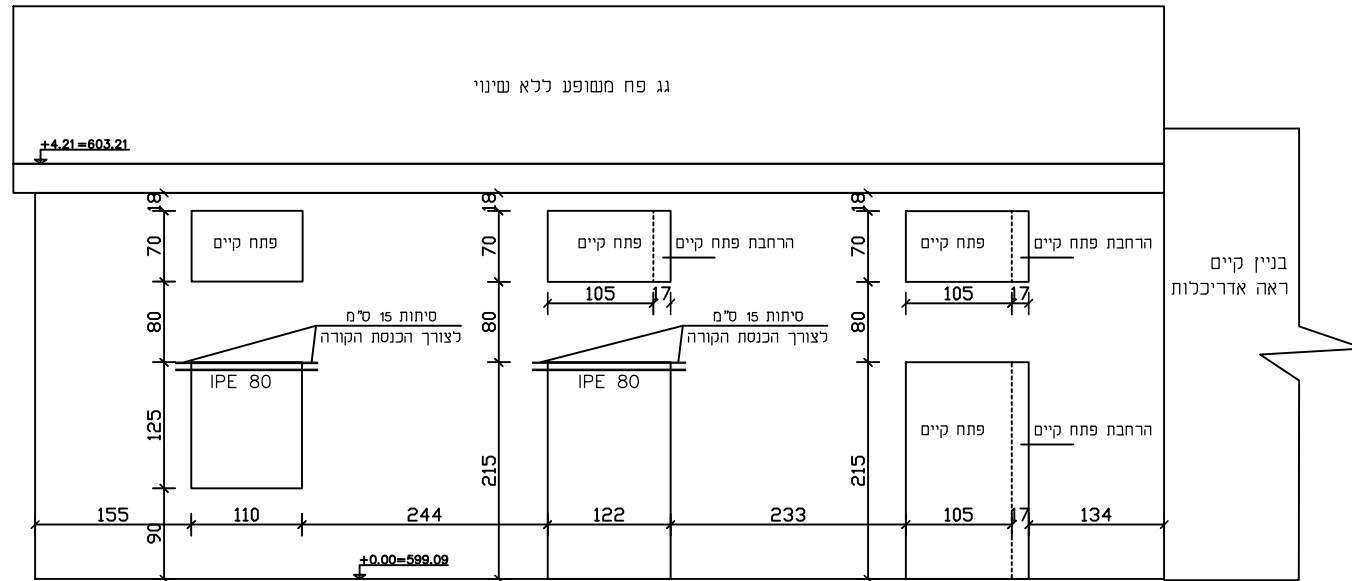 גג פח משופע ללא שינוי
+4.21=603.21
בניין קיים
ראה אדריכלות
18
70
80
125
90
פתח קיים
סיתות 15 ס"מ
לצורך הכנסת הקורה
IPE 80
18
70
80
215
פתח קיים
הרחבת פתח קיים
105
17
סיתות 15 ס"מ
לצורך הכנסת הקורה
IPE 80
18
70
80
215
פתח קיים
הרחבת פתח קיים
105
17
פתח קיים
הרחבת פתח קיים
155
110
244
122
233
105
17
134
+0.00=599.09